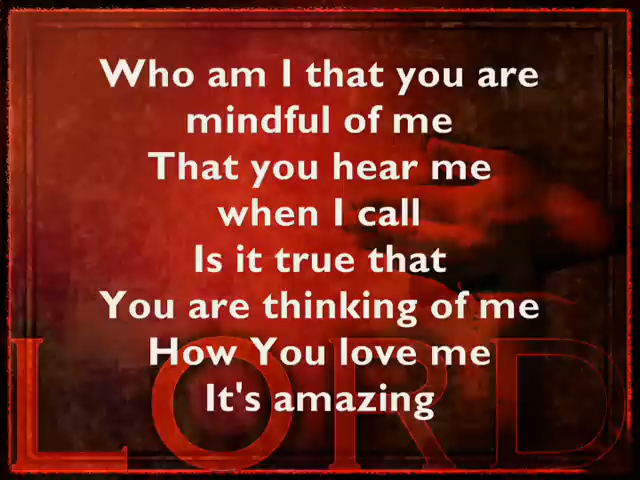 Who am I that you are
mindful of me
That you hear me
when I call
Is it true that
You are thinking of me
How You love me
It's amazing
LORD